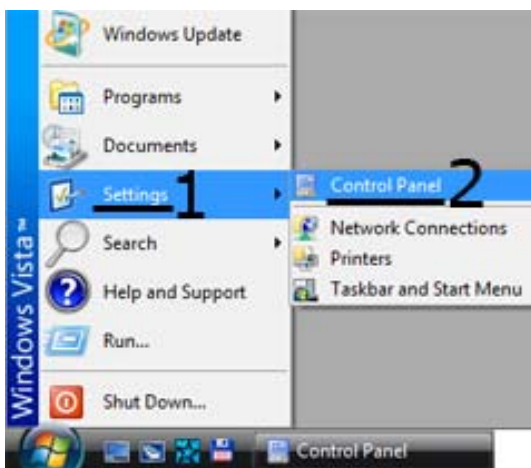 Windows Update
Programs
Documents
Settings 1
Control Panel 2
Network Connections
Printers
Taskbar and Start Menu
Search
Help and Support
Run...
Shut Down...
Windows Vista™
Control Panel